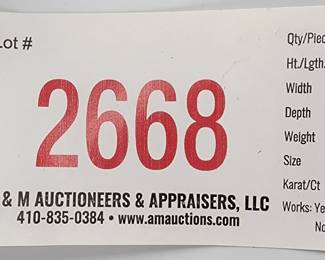 Lot #
2668
& M AUCTIONEERS & APPRAISERS, LLC
410-835-0384 • www.amauctions.com
Qty/Piec
Ht./Lgth.
Width
Depth
Weight
Size
Karat/Ct
Works: Ye
No